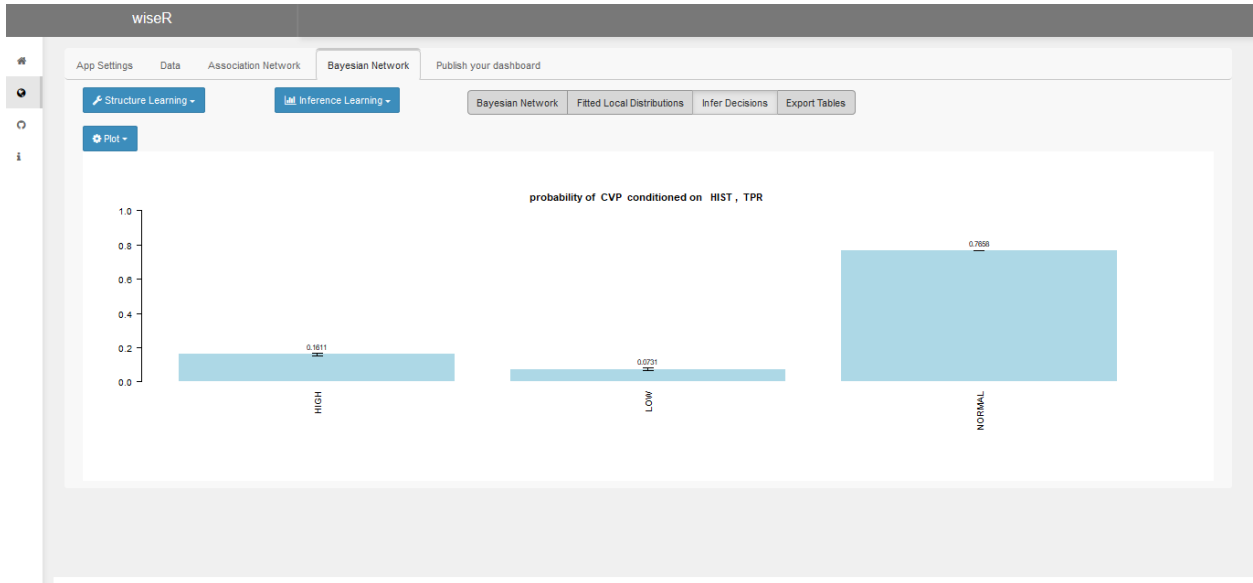 wiseR
App Settings Data Association Network Bayesian Network Publish your dashboard
Structure Learning Inference Learning Bayesian Network Fitted Local Distributions Infer Decisions Export Tables
Plot
probability of CVP conditioned on HIST , TPR
1.0
0.8
0.6
0.4
0.2
0.0
0.1611
0.0731
0.7658
HIGH
LOW
NORMAL